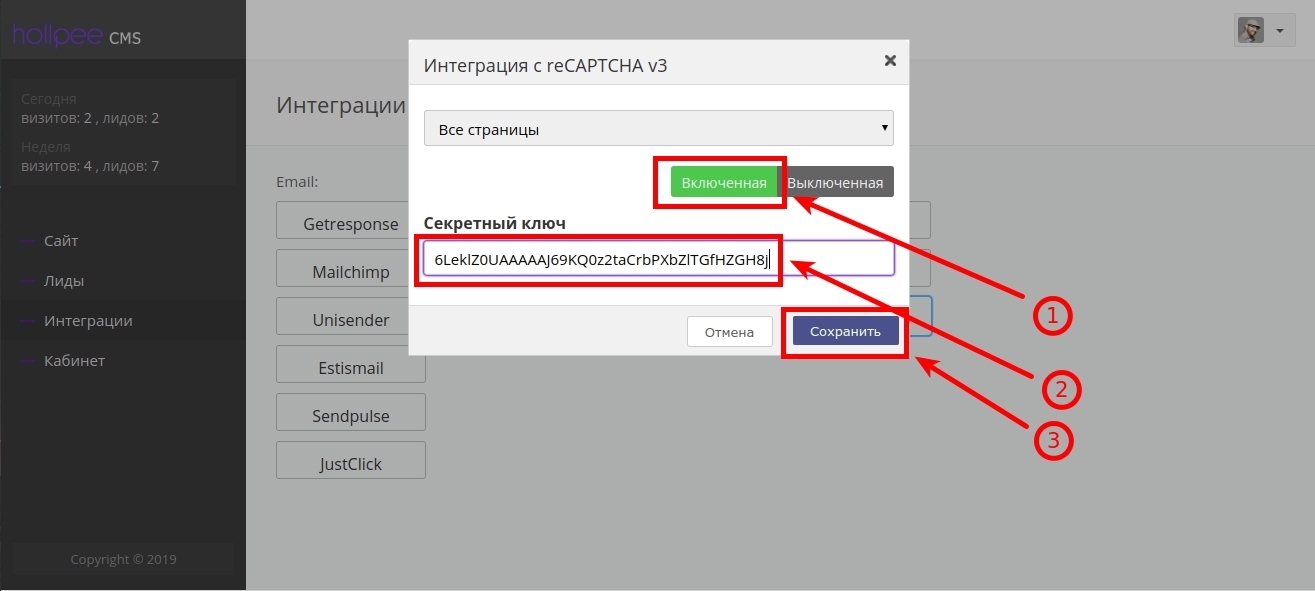 hollpee CMS
Сегодня
визитов: 2 , лидов: 2
Неделя
визитов: 4 , лидов: 7
Сайт
Лиды
Интеграции
Кабинет
Copyright © 2019
Интеграции
Email:
Getresponse
Mailchimp
Unisender
Estismail
Sendpulse
JustClick
Интеграция с reCAPTCHA v3
Все страницы
Включенная Выключенная
Секретный ключ
6LeklZ0UAAAAAJ69KQ0z2taCrbPXbZlTGfHZGH8j
Отмена Сохранить
1
2
3